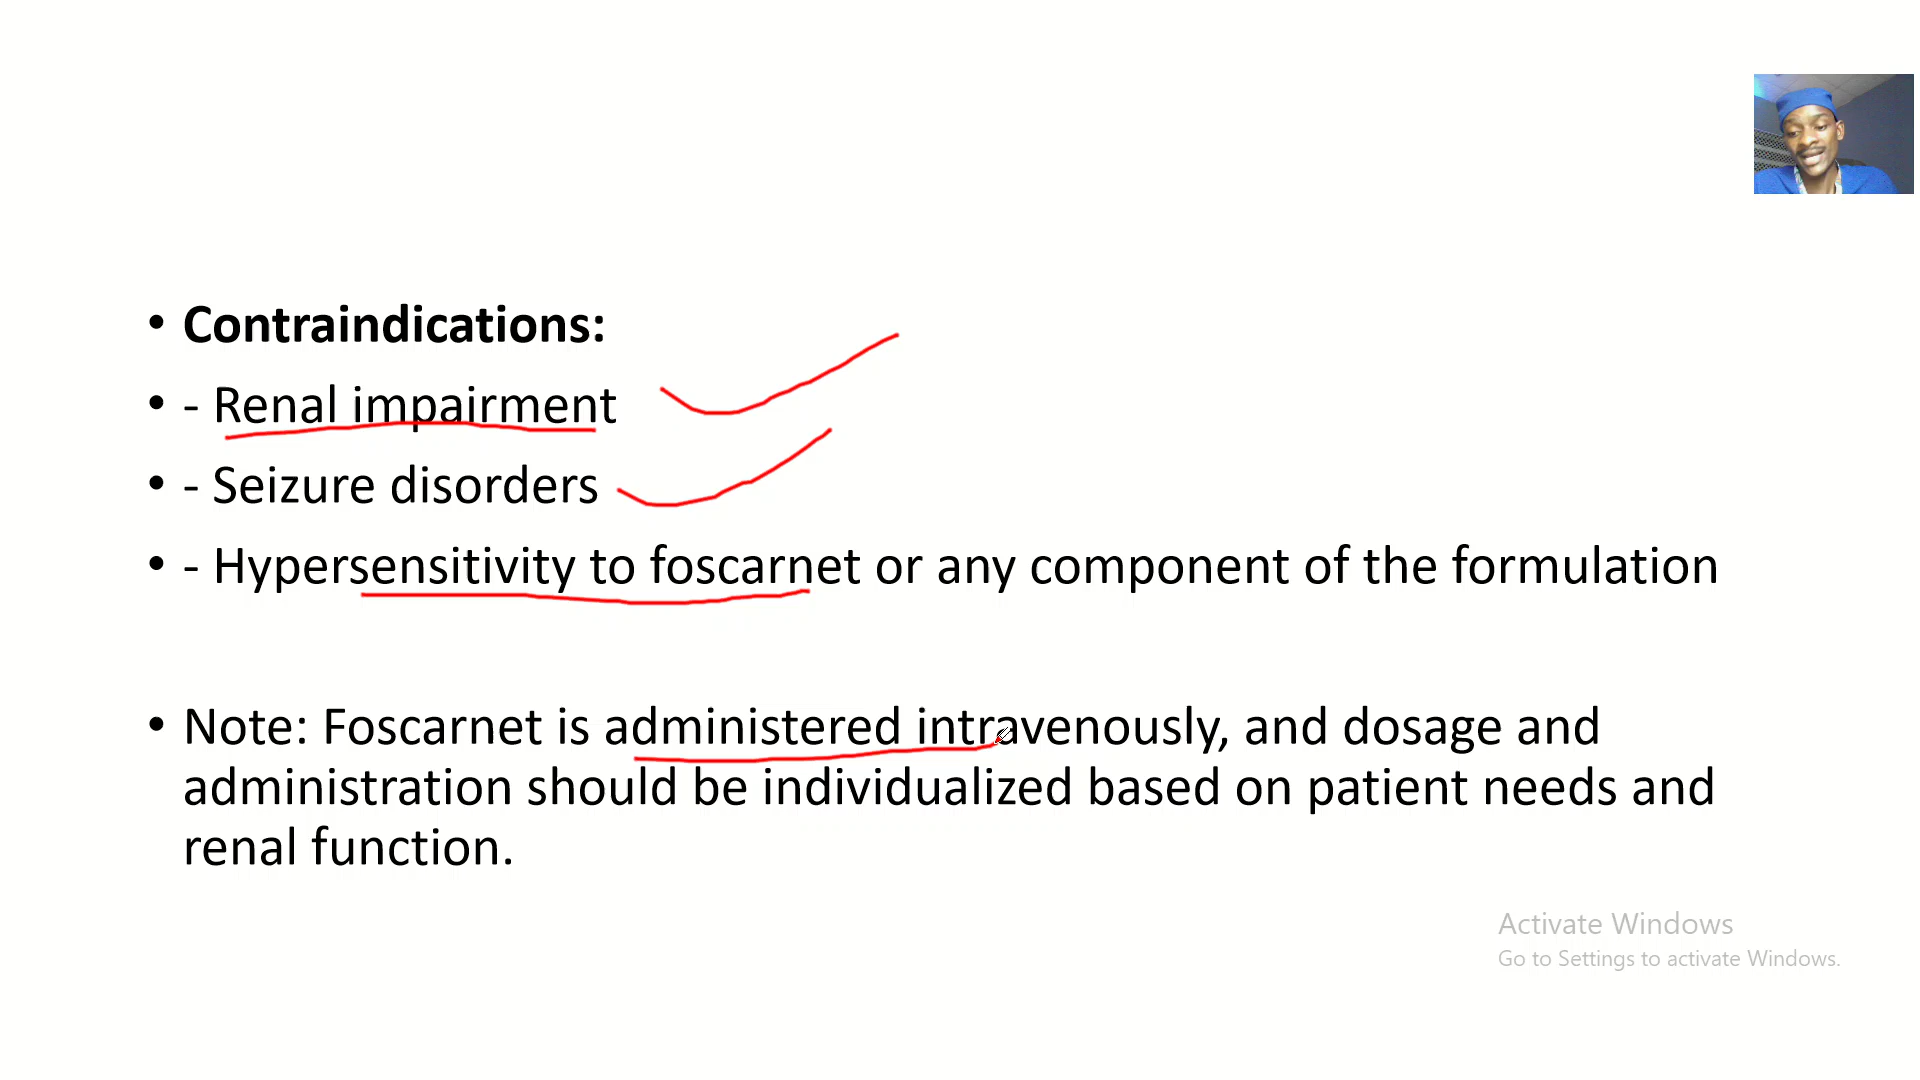 • Contraindications:
• - Renal impairment
• - Seizure disorders
• - Hypersensitivity to foscarnet or any component of the formulation
• Note: Foscarnet is administered intravenously, and dosage and
administration should be individualized based on patient needs and
renal function.
Activate Windows
Go to Settings to activate Windows.